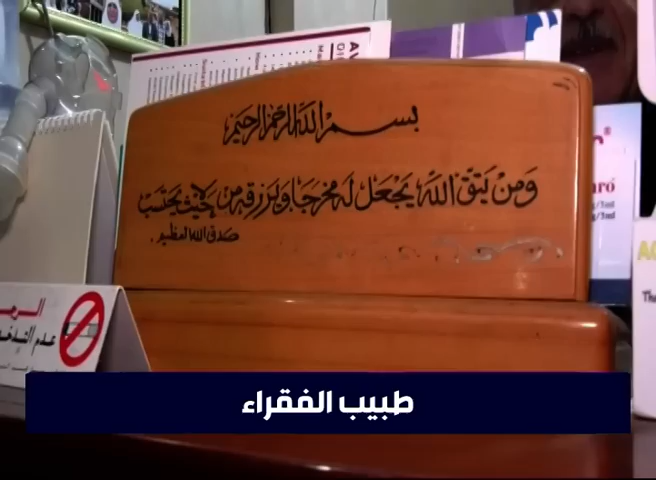 بسم الله الرحمن الرحيم
ومن يتق الله يجعل له مخرجا ويرزقه من حيث لا يحتسب
صدق الله العظيم .
عدم
طبيب الفقراء